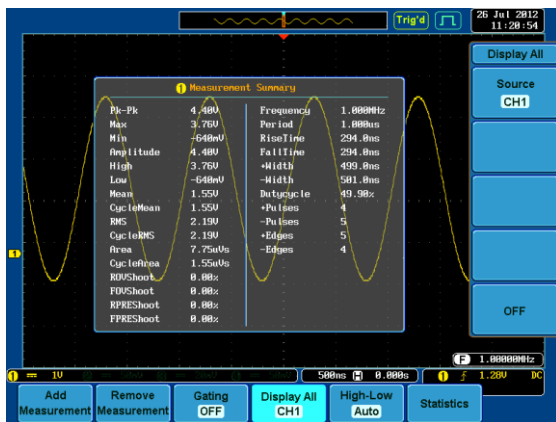 Trig'd
26 Jul 2012
11:20:54
Display All
Source
CH1
OFF
1 Measurement Summary
Pk-Pk 4.40V
Max 3.76V
Min -640mV
Amplitude 4.40V
High 3.76V
Low -640mV
Mean 1.55V
CycleMean 1.55V
RMS 2.19V
CycleRMS 2.19V
Area 7.75uVs
CycleArea 1.55uVs
ROVShoot 0.00%
FOVShoot 0.00%
RPREShoot 0.00%
FPREShoot 0.00%
Frequency 1.000MHz
Period 1.000us
RiseTime 294.0ns
FallTime 294.0ns
+Width 499.0ns
-Width 501.0ns
Dutycycle 49.90%
+Pulses 4
-Pulses 5
+Edges 5
-Edges 4
1
F 1.00000MHz
1 1V
500ns H 0.000s
1 1.28V DC
Add Measurement
Remove Measurement
Gating OFF
Display All CH1
High-Low Auto
Statistics